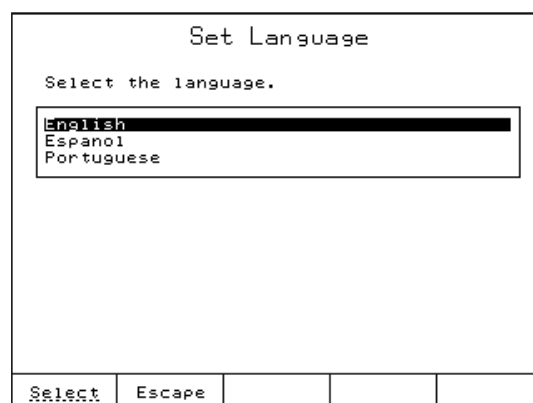 Set Language
Select the language.
English
Espanol
Portuguese
Select Escape